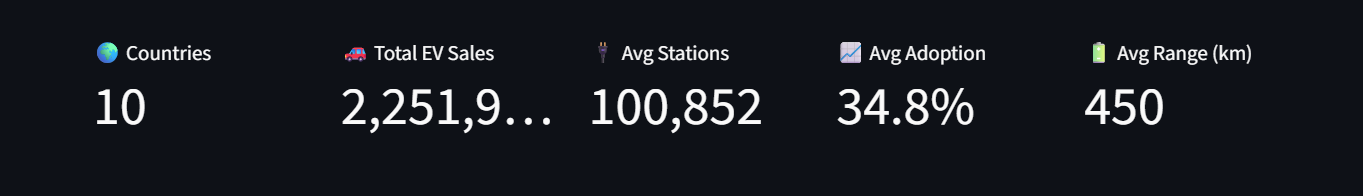 Countries
10
Total EV Sales
2,251,9...
Avg Stations
100,852
Avg Adoption
34.8%
Avg Range (km)
450